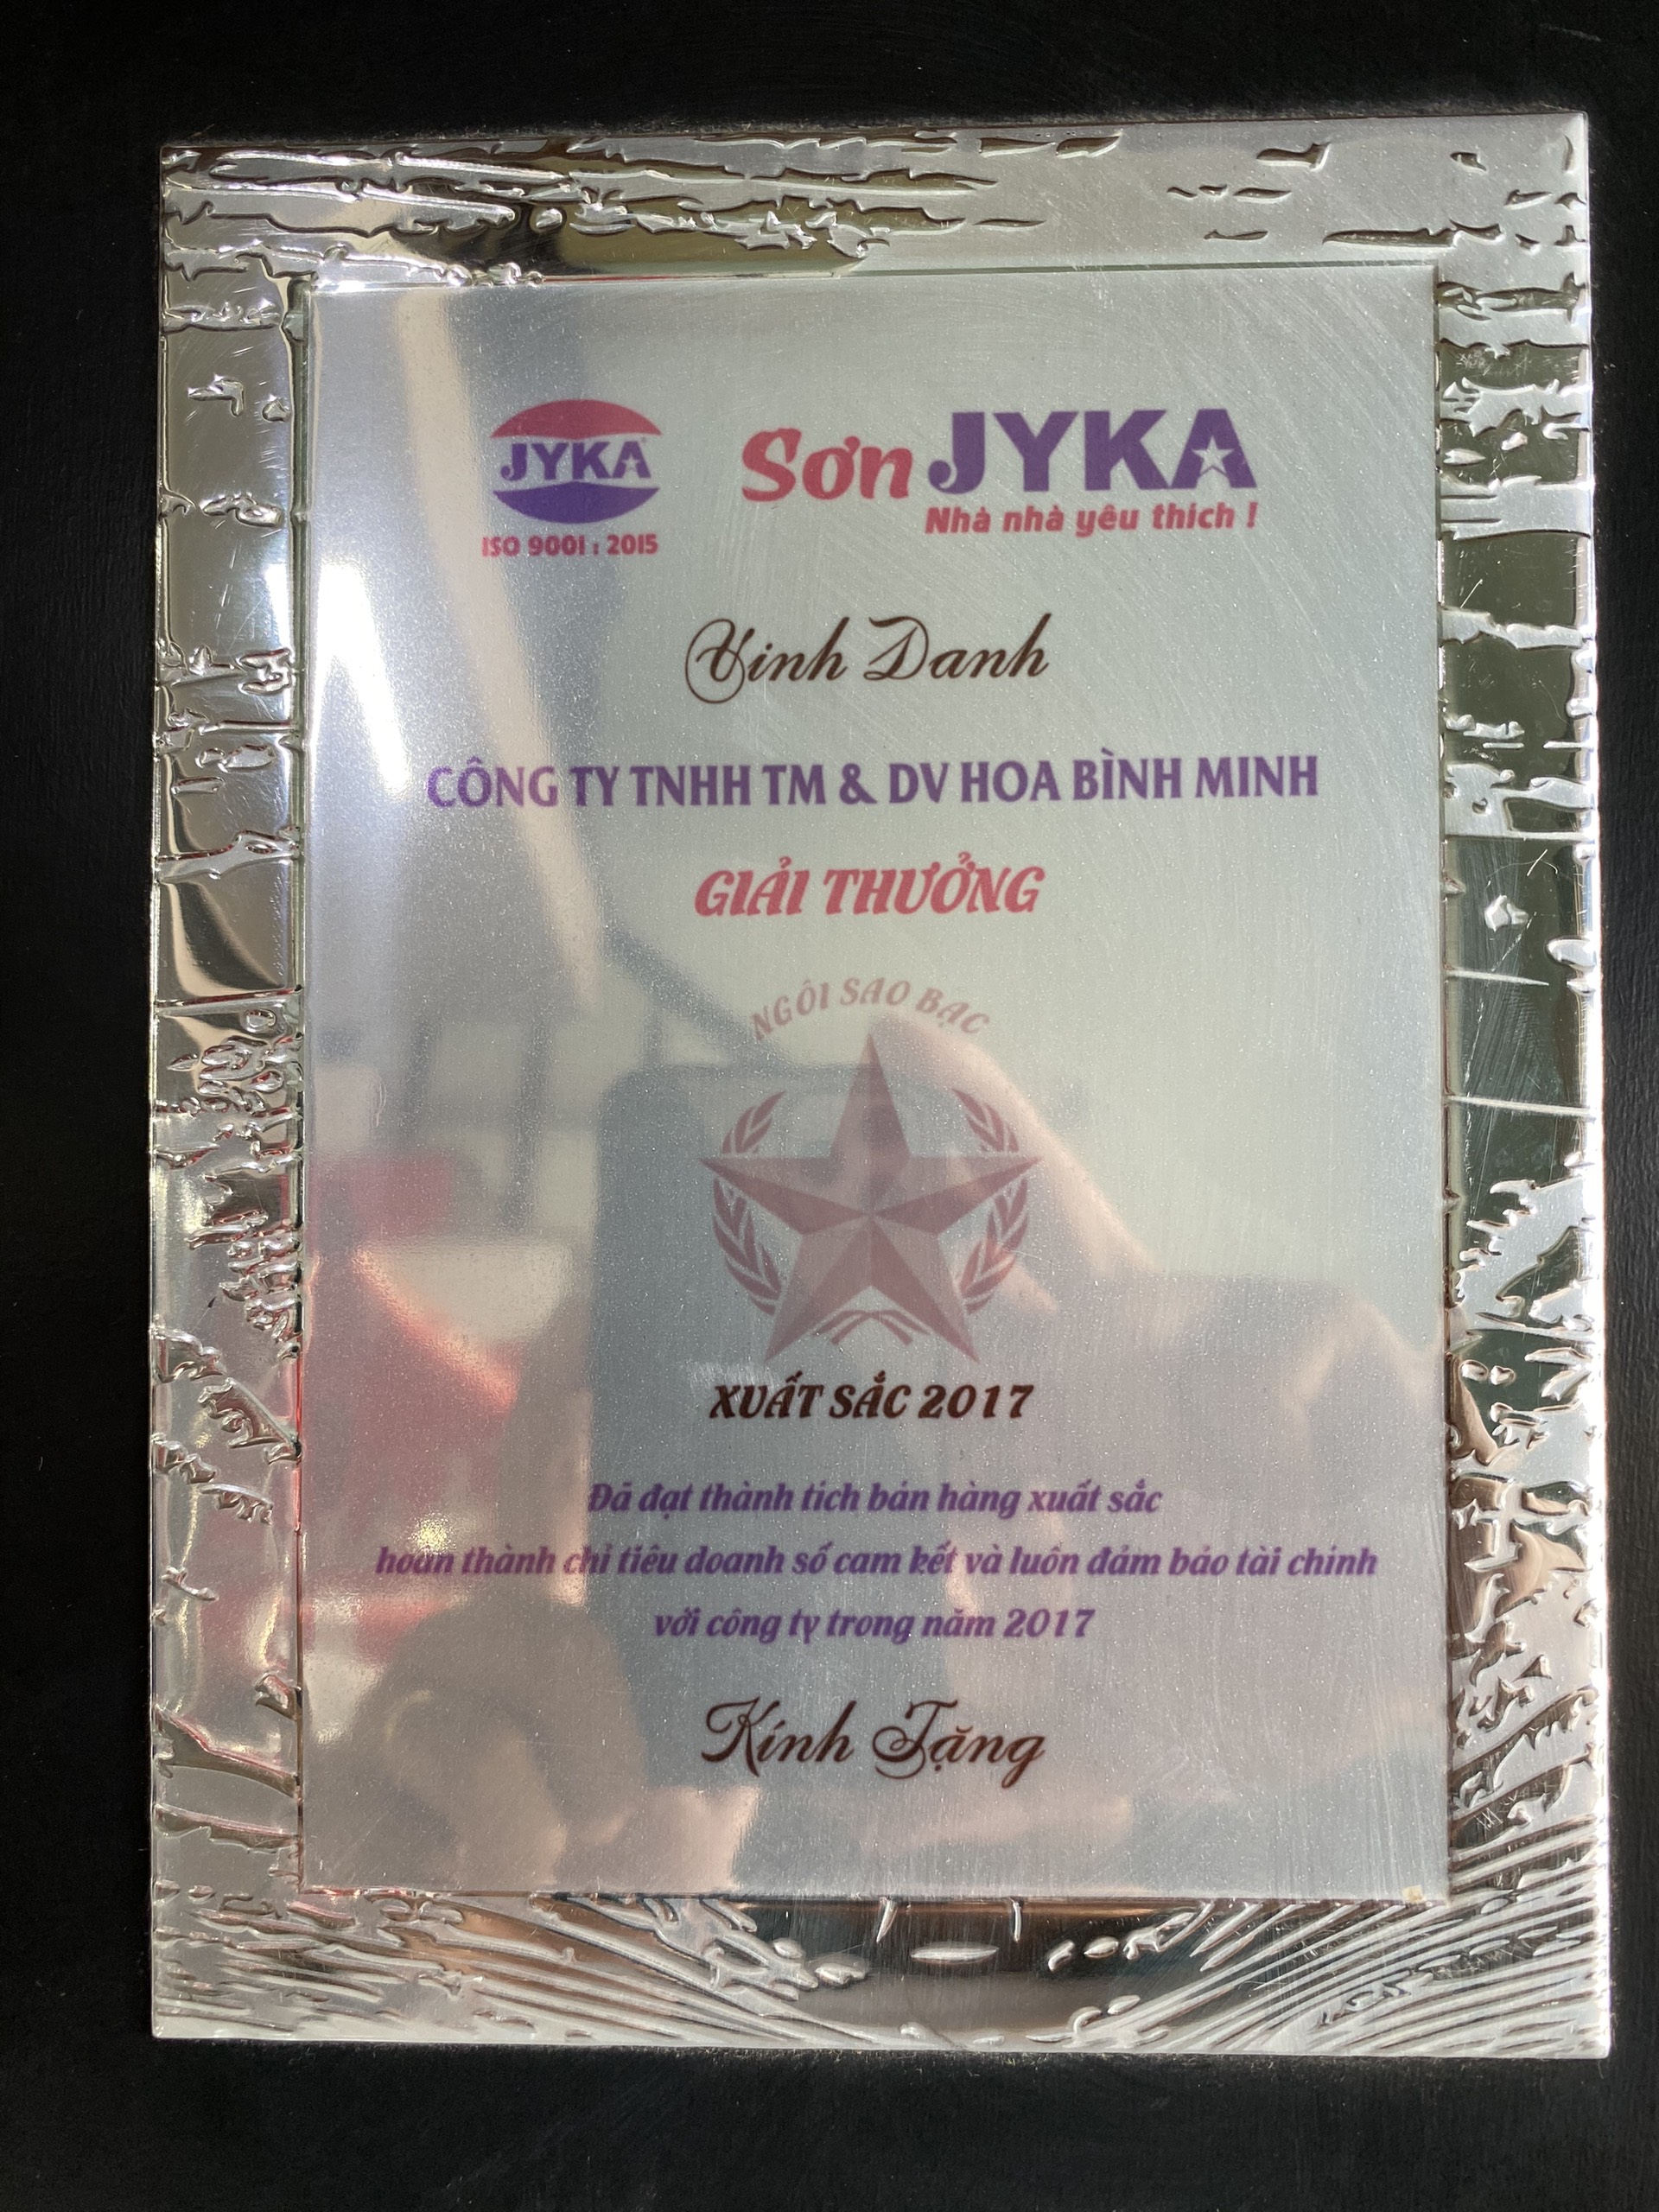 JYKA
ISO 9001 : 2015
Sơn JYKA
Nhà nhà yêu thích !
Vinh Danh
CÔNG TY TNHH TM & DV HOA BÌNH MINH
GIẢI THƯỞNG
NGÔI SAO BẠC
XUẤT SẮC 2017
Đã đạt thành tích bán hàng xuất sắc
hoàn thành chỉ tiêu doanh số cam kết và luôn đảm bảo tài chính
với công ty trong năm 2017
Kính Tặng